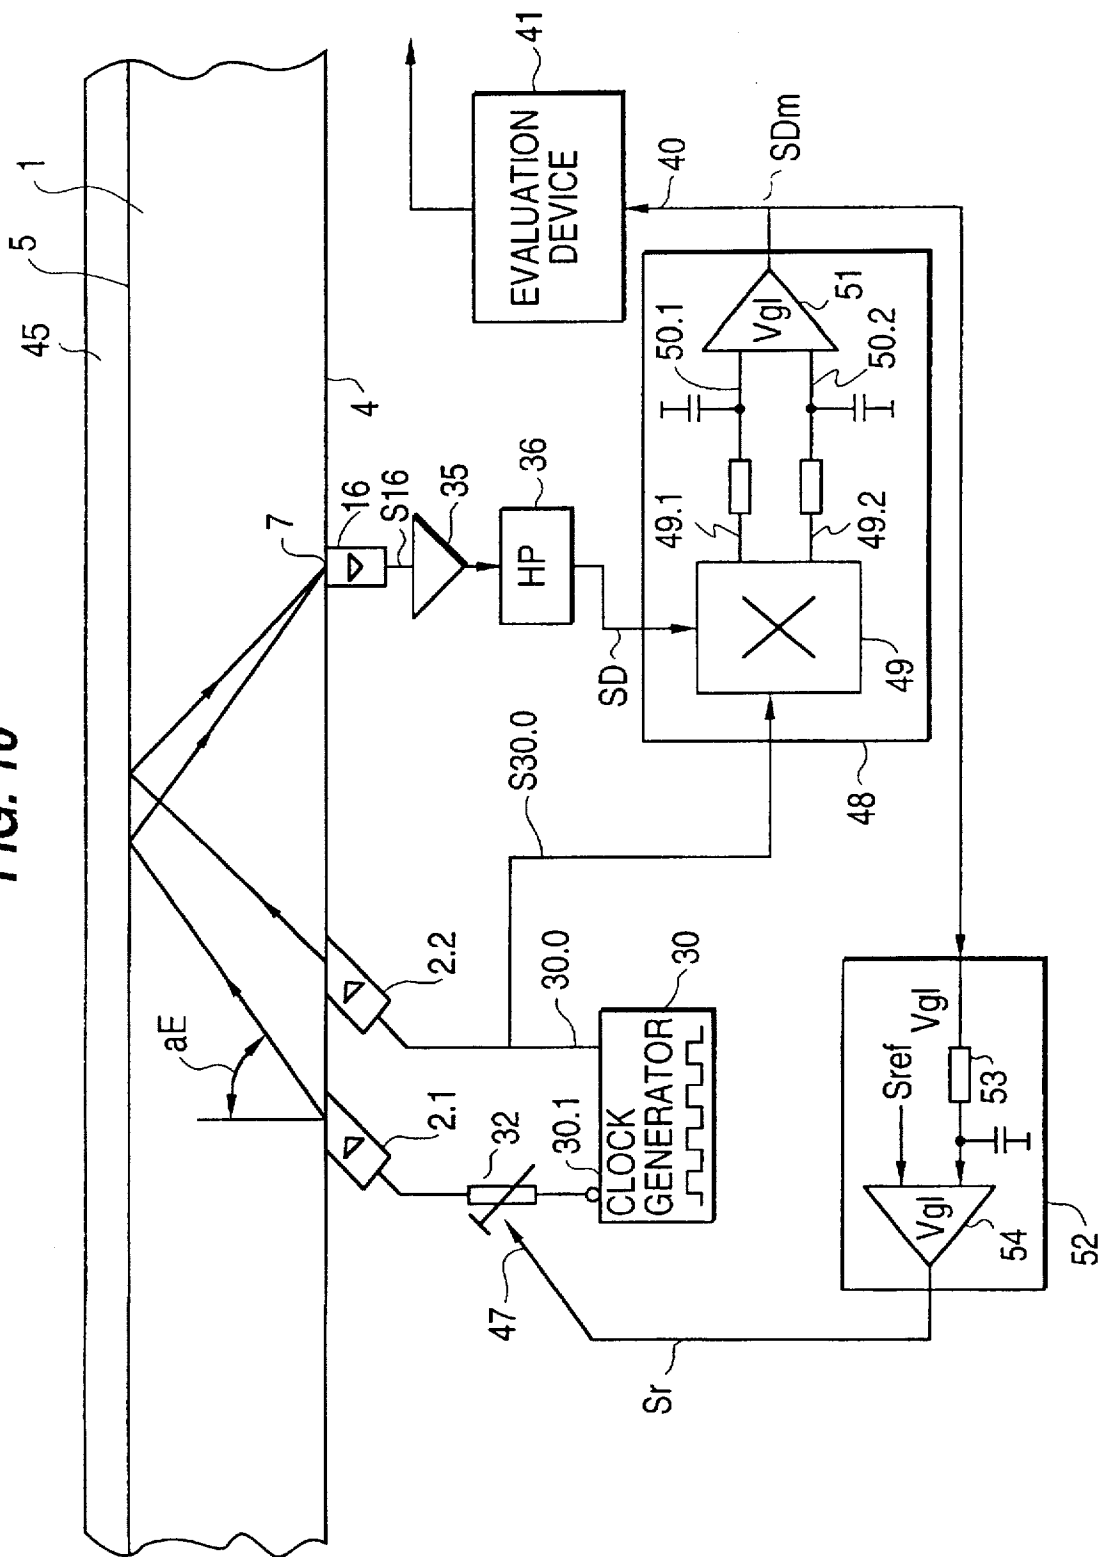 FIG.
45
5
1
aE
7
4
2.1
2.2
16
S16
32
35
47
30.1
30.0
30
CLOCK
GENERATOR
S30.0
HP
36
SD
EVALUATION
DEVICE
41
Sr
49.1
49.2
50.1
50.2
40
SDm
Vgl
51
49
48
Sref
Vgl
53
Vgl
54
52